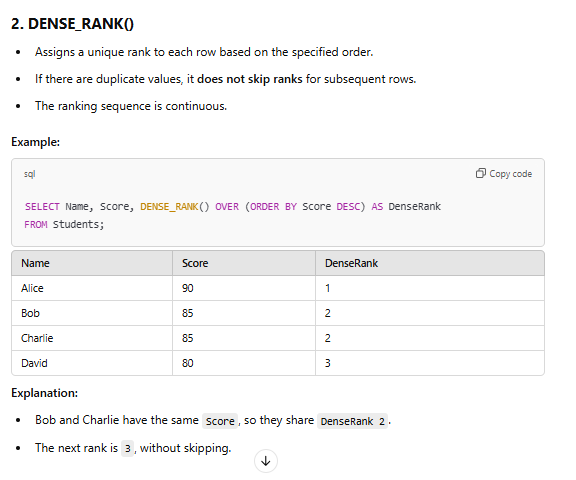 2. DENSE_RANK()
• Assigns a unique rank to each row based on the specified order.
• If there are duplicate values, it does not skip ranks for subsequent rows.
• The ranking sequence is continuous.
Example:
sql Copy code
SELECT Name, Score, DENSE_RANK() OVER (ORDER BY Score DESC) AS DenseRank
FROM Students;
Name Score DenseRank
Alice 90 1
Bob 85 2
Charlie 85 2
David 80 3
Explanation:
• Bob and Charlie have the same Score, so they share DenseRank 2.
• The next rank is 3, without skipping.